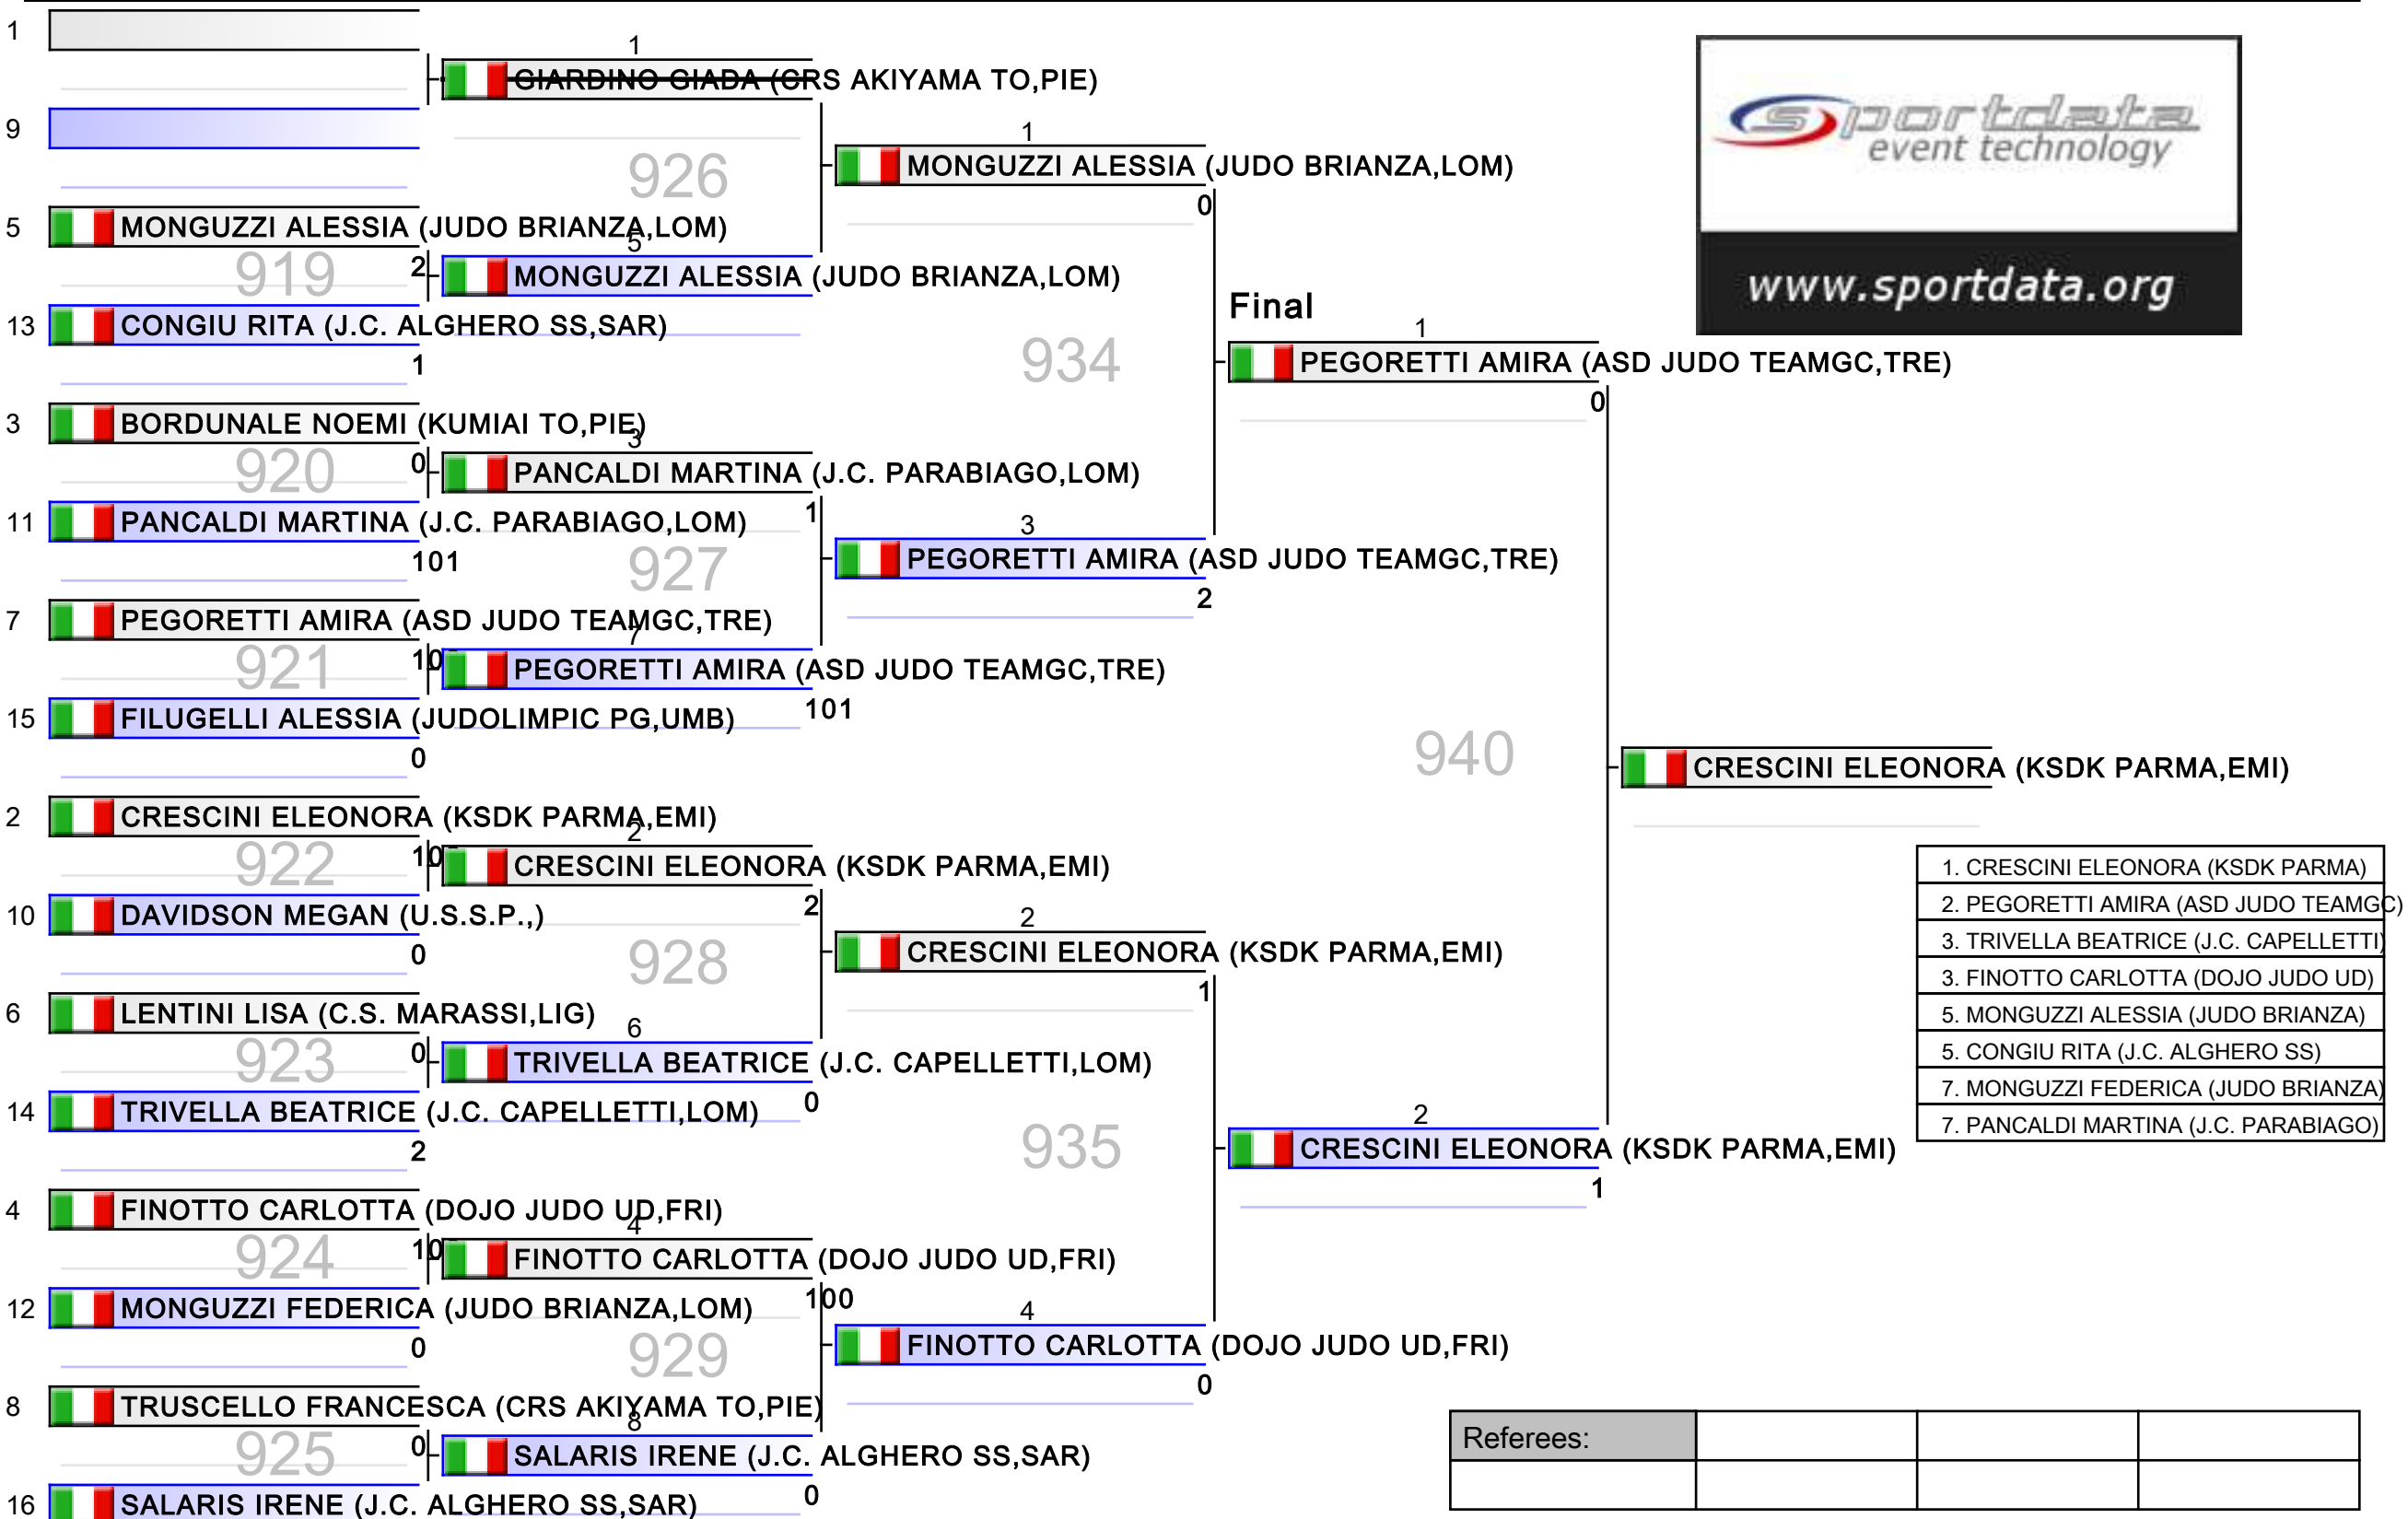 1
1
GIARDINO GIADA (CRS AKIYAMA TO,PIE)
9
1
926
MONGUZZI ALESSIA (JUDO BRIANZA,LOM)
0
5
MONGUZZI ALESSIA (JUDO BRIANZA,LOM)
5
919
2
MONGUZZI ALESSIA (JUDO BRIANZA,LOM)
13
CONGIU RITA (J.C. ALGHERO SS,SAR)
1
934
Final
1
PEGORETTI AMIRA (ASD JUDO TEAMGC,TRE)
0
sportdata
event technology
www.sportdata.org
3
BORDUNALE NOEMI (KUMIAI TO,PIE)
3
920
0
PANCALDI MARTINA (J.C. PARABIAGO,LOM)
1
11
PANCALDI MARTINA (J.C. PARABIAGO,LOM)
101
927
3
PEGORETTI AMIRA (ASD JUDO TEAMGC,TRE)
2
7
PEGORETTI AMIRA (ASD JUDO TEAMGC,TRE)
7
921
PEGORETTI AMIRA (ASD JUDO TEAMGC,TRE)
101
15
FILUGELLI ALESSIA (JUDOLIMPIC PG,UMB)
0
940
CRESCINI ELEONORA (KSDK PARMA,EMI)
2
CRESCINI ELEONORA (KSDK PARMA,EMI)
2
922
CRESCINI ELEONORA (KSDK PARMA,EMI)
2
10
DAVIDSON MEGAN (U.S.S.P.,)
0
928
2
CRESCINI ELEONORA (KSDK PARMA,EMI)
1
6
LENTINI LISA (C.S. MARASSI,LIG)
6
923
0
TRIVELLA BEATRICE (J.C. CAPELLETTI,LOM)
0
14
TRIVELLA BEATRICE (J.C. CAPELLETTI,LOM)
2
935
2
CRESCINI ELEONORA (KSDK PARMA,EMI)
1
1. CRESCINI ELEONORA (KSDK PARMA)
2. PEGORETTI AMIRA (ASD JUDO TEAMGC)
3. TRIVELLA BEATRICE (J.C. CAPELLETTI)
3. FINOTTO CARLOTTA (DOJO JUDO UD)
5. MONGUZZI ALESSIA (JUDO BRIANZA)
5. CONGIU RITA (J.C. ALGHERO SS)
7. MONGUZZI FEDERICA (JUDO BRIANZA)
7. PANCALDI MARTINA (J.C. PARABIAGO)
4
FINOTTO CARLOTTA (DOJO JUDO UD,FRI)
4
924
FINOTTO CARLOTTA (DOJO JUDO UD,FRI)
100
12
MONGUZZI FEDERICA (JUDO BRIANZA,LOM)
0
929
4
FINOTTO CARLOTTA (DOJO JUDO UD,FRI)
0
8
TRUSCELLO FRANCESCA (CRS AKIYAMA TO,PIE)
8
925
0
SALARIS IRENE (J.C. ALGHERO SS,SAR)
0
16
SALARIS IRENE (J.C. ALGHERO SS,SAR)
Referees: